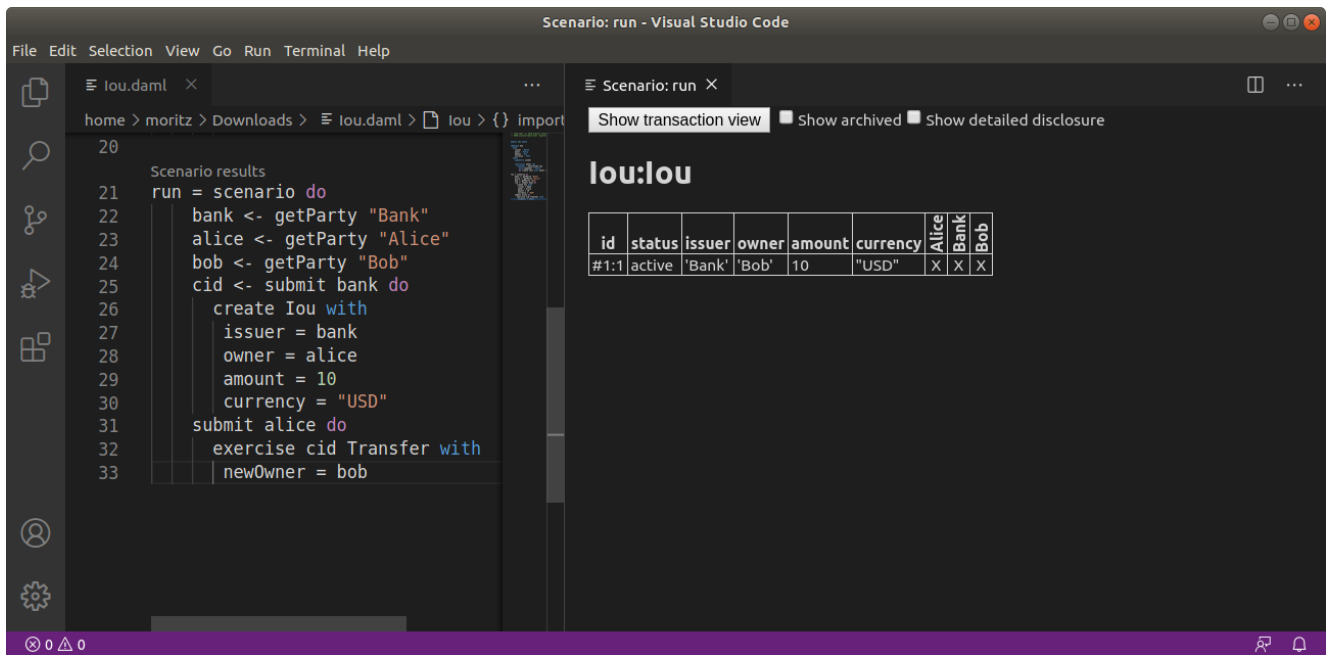 Scenario: run - Visual Studio Code
File Edit Selection View Go Run Terminal Help
Iou.daml
home > moritz > Downloads > Iou.daml > Iou > {} import
20
Scenario results
21 run = scenario do
22 bank <- getParty "Bank"
23 alice <- getParty "Alice"
24 bob <- getParty "Bob"
25 cid <- submit bank do
26 create Iou with
27 issuer = bank
28 owner = alice
29 amount = 10
30 currency = "USD"
31 submit alice do
32 exercise cid Transfer with
33 newOwner = bob
Scenario: run
Show transaction view Show archived Show detailed disclosure
Iou:Iou
id status issuer owner amount currency Alice Bank Bob
#1:1 active 'Bank' 'Bob' 10 "USD" X X X
0 0